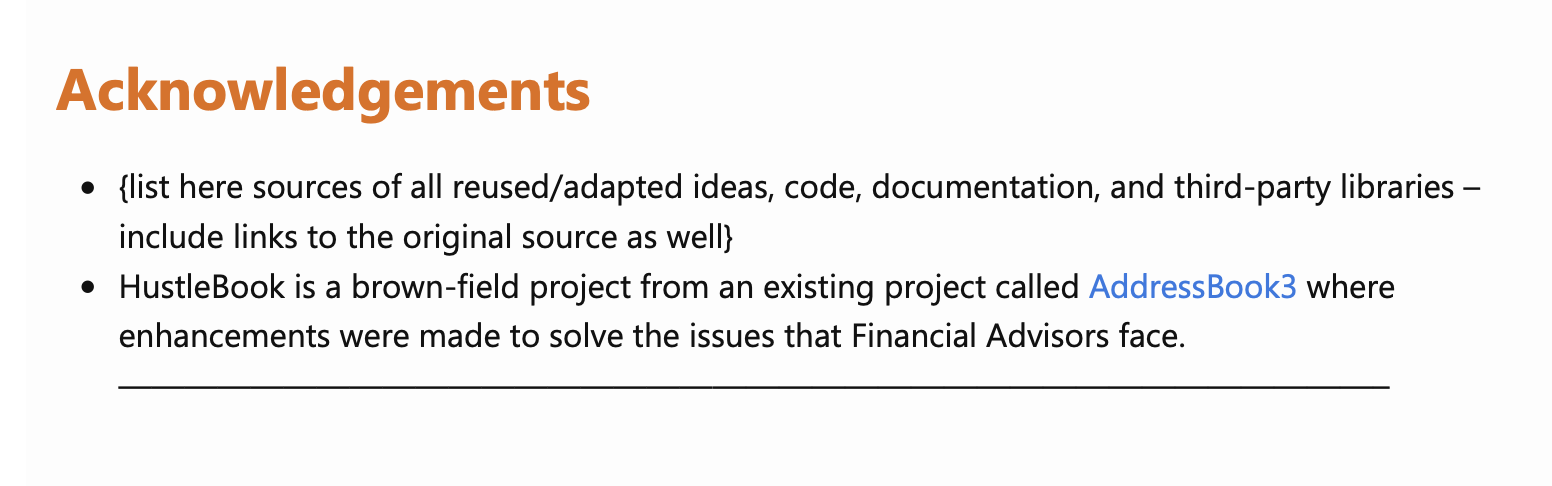 Acknowledgements
• {list here sources of all reused/adapted ideas, code, documentation, and third-party libraries –
include links to the original source as well}
• HustleBook is a brown-field project from an existing project called AddressBook3 where
enhancements were made to solve the issues that Financial Advisors face.